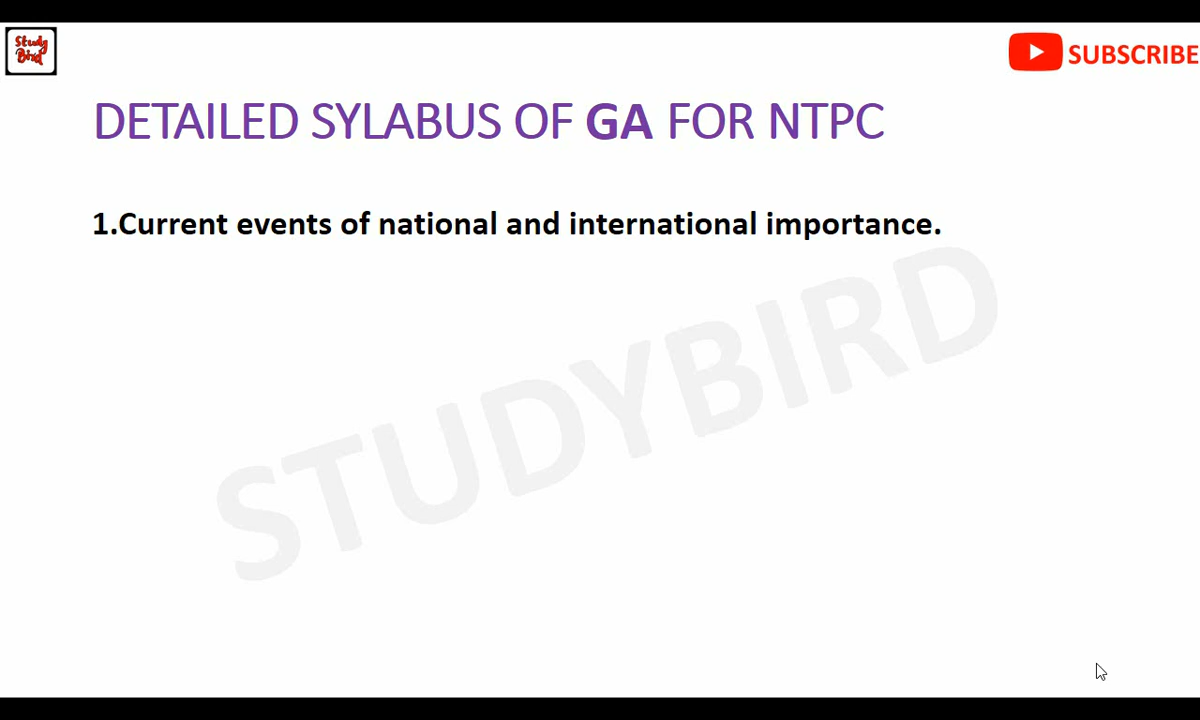 Study
Bird
SUBSCRIBE
DETAILED SYLABUS OF GA FOR NTPC
1.Current events of national and international importance.
STUDYBIRD